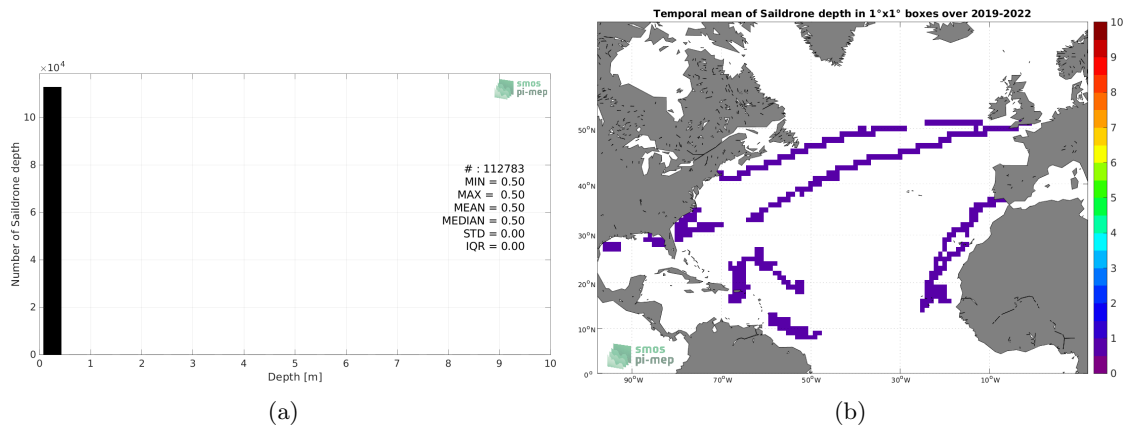 ×10⁴
10
8
6
4
2
0
Number of Saildrone depth
smos
pi-mep
# : 112783
MIN = 0.50
MAX = 0.50
MEAN = 0.50
MEDIAN = 0.50
STD = 0.00
IQR = 0.00
0 1 2 3 4 5 6 7 8 9 10
Depth [m]
(a)
Temporal mean of Saildrone depth in 1°x1° boxes over 2019-2022
50°N
40°N
30°N
20°N
10°N
0°
90°W 70°W 50°W 30°W 10°W
smos
pi-mep
10
9
8
7
6
5
4
3
2
1
0
(b)